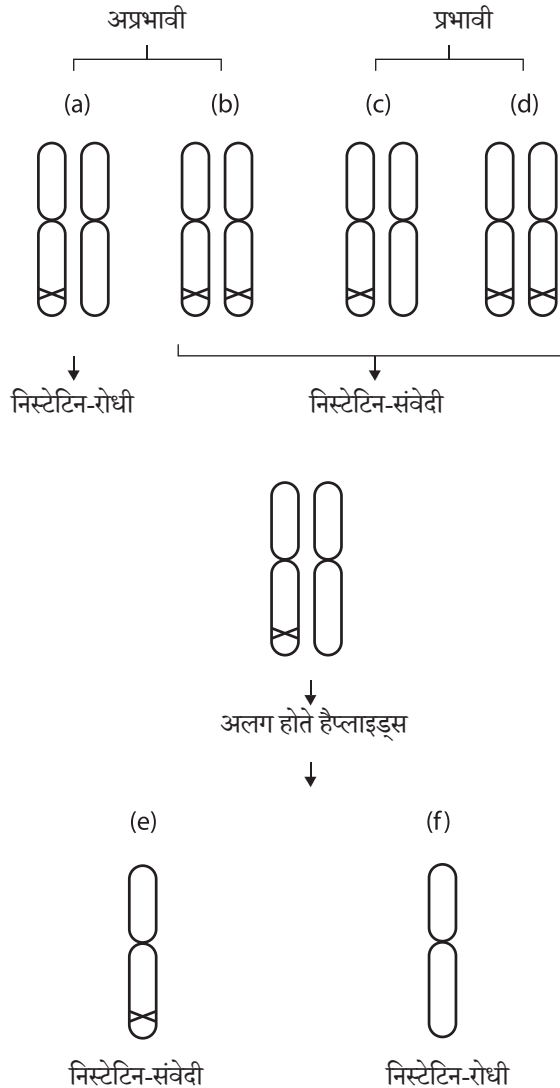 अप्रभावी प्रभावी
(a) (b) (c) (d)
निस्टेटिन-रोधी निस्टेटिन-संवेदी
अलग होते हैप्लाइड्स
(e) (f)
निस्टेटिन-संवेदी निस्टेटिन-रोधी